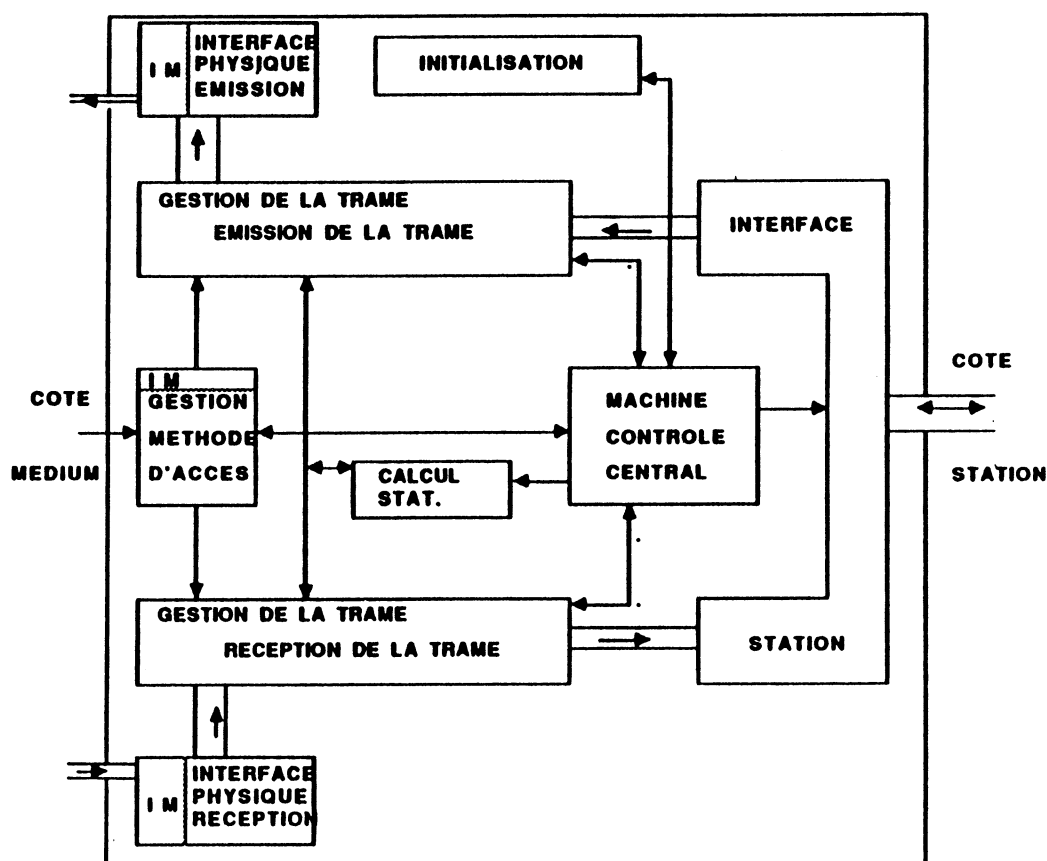 INTERFACE
PHYSIQUE
I M
EMISSION
INITIALISATION
GESTION DE LA TRAME
EMISSION DE LA TRAME
INTERFACE
I M
GESTION
METHODE
D'ACCES
COTE
MEDIUM
MACHINE
CONTROLE
CENTRAL
CALCUL
STAT.
COTE
STATION
GESTION DE LA TRAME
RECEPTION DE LA TRAME
STATION
I M
INTERFACE
PHYSIQUE
RECEPTION